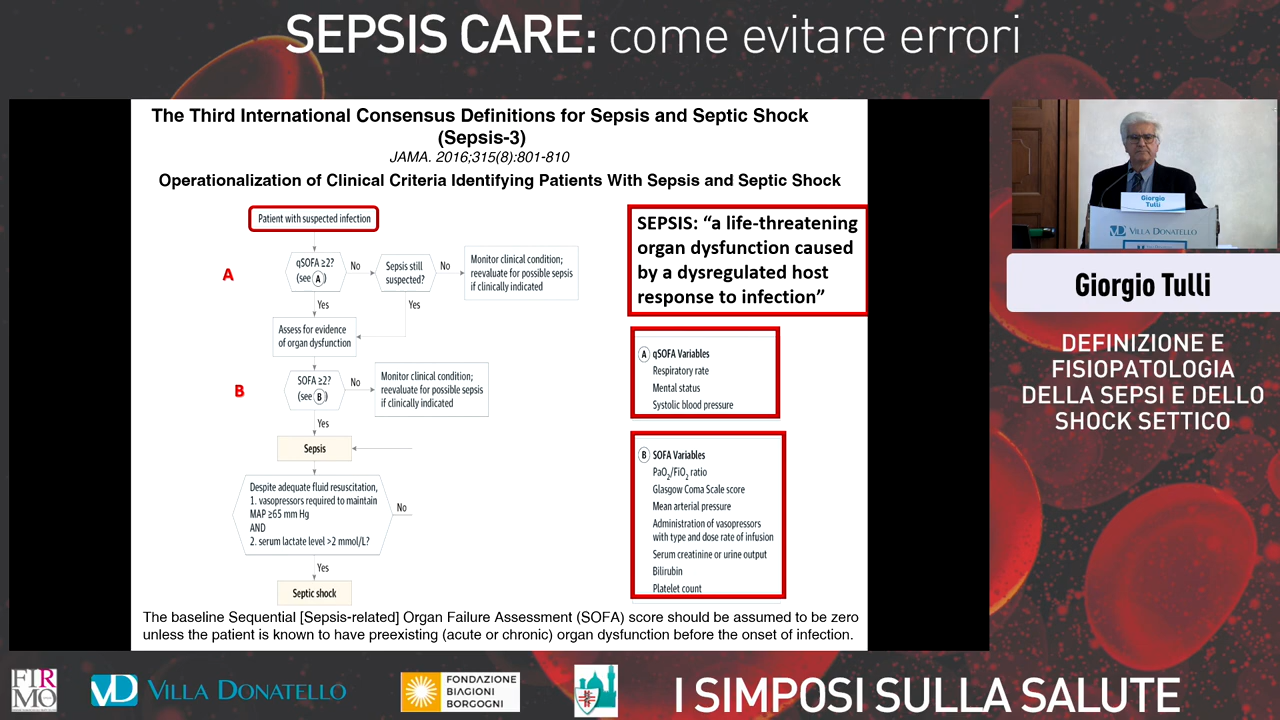 SEPSIS CARE: come evitare errori
The Third International Consensus Definitions for Sepsis and Septic Shock
(Sepsis-3)
JAMA. 2016;315(8):801-810
Operationalization of Clinical Criteria Identifying Patients With Sepsis and Septic Shock
Patient with suspected infection
A
qSOFA ≥2?
(see A)
No
Sepsis still
suspected?
No
Monitor clinical condition;
reevaluate for possible sepsis
if clinically indicated
Yes
Yes
Assess for evidence
of organ dysfunction
B
SOFA ≥2?
(see B)
No
Monitor clinical condition;
reevaluate for possible sepsis
if clinically indicated
Yes
Sepsis
Despite adequate fluid resuscitation,
1. vasopressors required to maintain
MAP ≥65 mm Hg
AND
2. serum lactate level >2 mmol/L?
No
Yes
Septic shock
SEPSIS: “a life-threatening
organ dysfunction caused
by a dysregulated host
response to infection”
A qSOFA Variables
Respiratory rate
Mental status
Systolic blood pressure
B SOFA Variables
PaO2/FiO2 ratio
Glasgow Coma Scale score
Mean arterial pressure
Administration of vasopressors
with type and dose rate of infusion
Serum creatinine or urine output
Bilirubin
Platelet count
The baseline Sequential [Sepsis-related] Organ Failure Assessment (SOFA) score should be assumed to be zero
unless the patient is known to have preexisting (acute or chronic) organ dysfunction before the onset of infection.
Giorgio
Tulli
VILLA DONATELLO
Giorgio Tulli
DEFINIZIONE E
FISIOPATOLOGIA
DELLA SEPSI E DELLO
SHOCK SETTICO
FIRMO
VD VILLA DONATELLO
FONDAZIONE
BIAGIONI
BORGOGNI
I SIMPOSI SULLA SALUTE